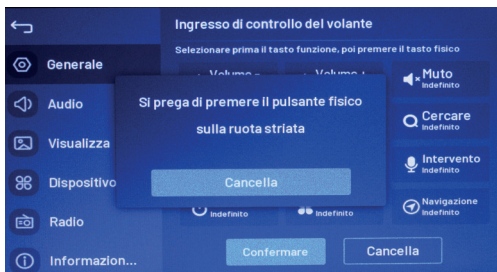 Ingresso di controllo del volante
Selezionare prima il tasto funzione, poi premere il tasto fisico
Generale
Audio
Visualizza
Dispositivo
Radio
Informazion...
Volume -
Volume +
Muto
Indefinito
Cercare
Indefinito
Intervento
Indefinito
Navigazione
Indefinito
Indefinito
Indefinito
Si prega di premere il pulsante fisico
sulla ruota striata
Cancella
Confermare
Cancella